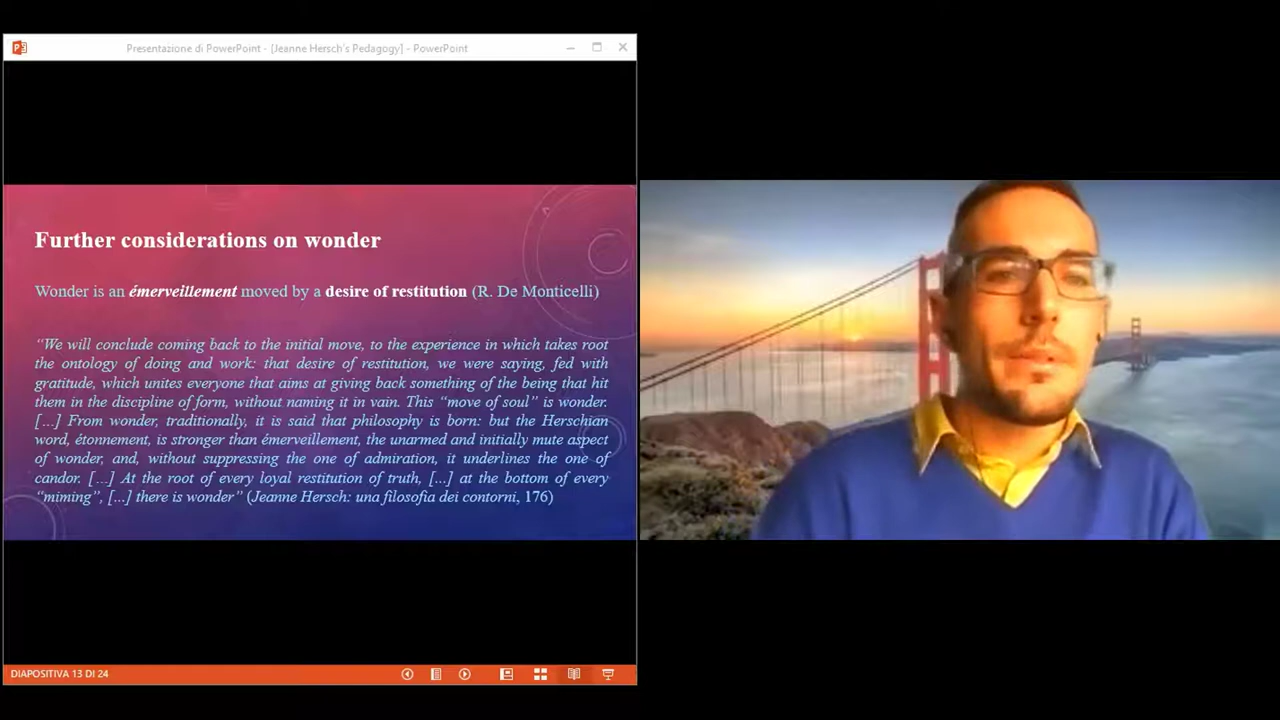 Presentazione di PowerPoint - [Jeanne Hersch's Pedagogy] - PowerPoint
Further considerations on wonder
Wonder is an émerveillement moved by a desire of restitution (R. De Monticelli)
“We will conclude coming back to the initial move, to the experience in which takes root
the ontology of doing and work: that desire of restitution, we were saying, fed with
gratitude, which unites everyone that aims at giving back something of the being that hit
them in the discipline of form, without naming it in vain. This “move of soul” is wonder.
[…] From wonder, traditionally, it is said that philosophy is born: but the Herschian
word, étonnement, is stronger than émerveillement, the unarmed and initially mute aspect
of wonder, and, without suppressing the one of admiration, it underlines the one of
candor. […] At the root of every loyal restitution of truth, […] at the bottom of every
“miming”, […] there is wonder” (Jeanne Hersch: una filosofia dei contorni, 176)
DIAPOSITIVA 13 DI 24